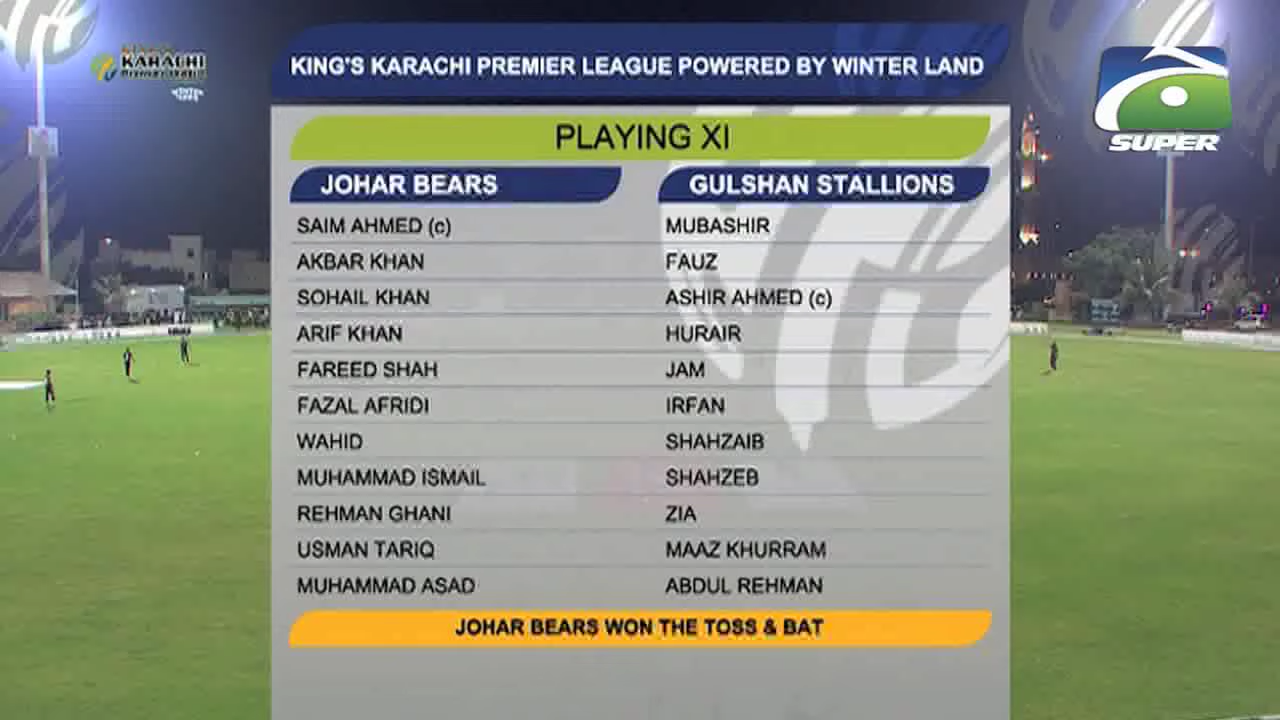 KARACHI
SUPER
KING'S KARACHI PREMIER LEAGUE POWERED BY WINTER LAND
PLAYING XI
JOHAR BEARS
GULSHAN STALLIONS
SAIM AHMED (c)
MUBASHIR
AKBAR KHAN
FAUZ
SOHAIL KHAN
ASHIR AHMED (c)
ARIF KHAN
HURAIR
FAREED SHAH
JAM
FAZAL AFRIDI
IRFAN
WAHID
SHAHZAIB
MUHAMMAD ISMAIL
SHAHZEB
REHMAN GHANI
ZIA
USMAN TARIQ
MAAZ KHURRAM
MUHAMMAD ASAD
ABDUL REHMAN
JOHAR BEARS WON THE TOSS & BAT